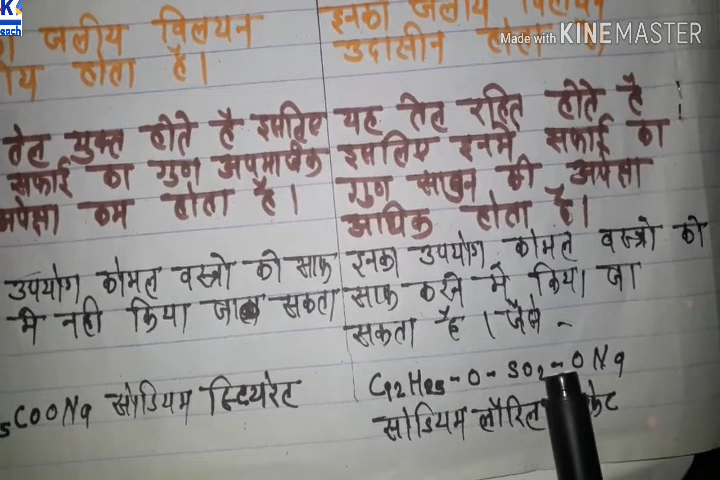 K
each
Made with KINEMASTER
जलीय विलयन
होता है।
इनका जलीय विलयन
उदासीन होता
तेल युक्त होते है इसलिए
सफाई का गुण अपमार्जक
अपेक्षा कम होता है।
यह तेल रहित होते है
इसलिए इनमे सफाई का
गुण साबुन की अपेक्षा
अधिक होता है।
उपयोग कोमल वस्त्रो को साफ
मे नही किया जा सकता
इनका उपयोग कोमल वस्त्रो को
साफ करने मे किया जा
सकता है। जैसे -
5COONa सोडियम स्टियरेट
C12H25-O-SO2-ONa
सोडियम लौरिल